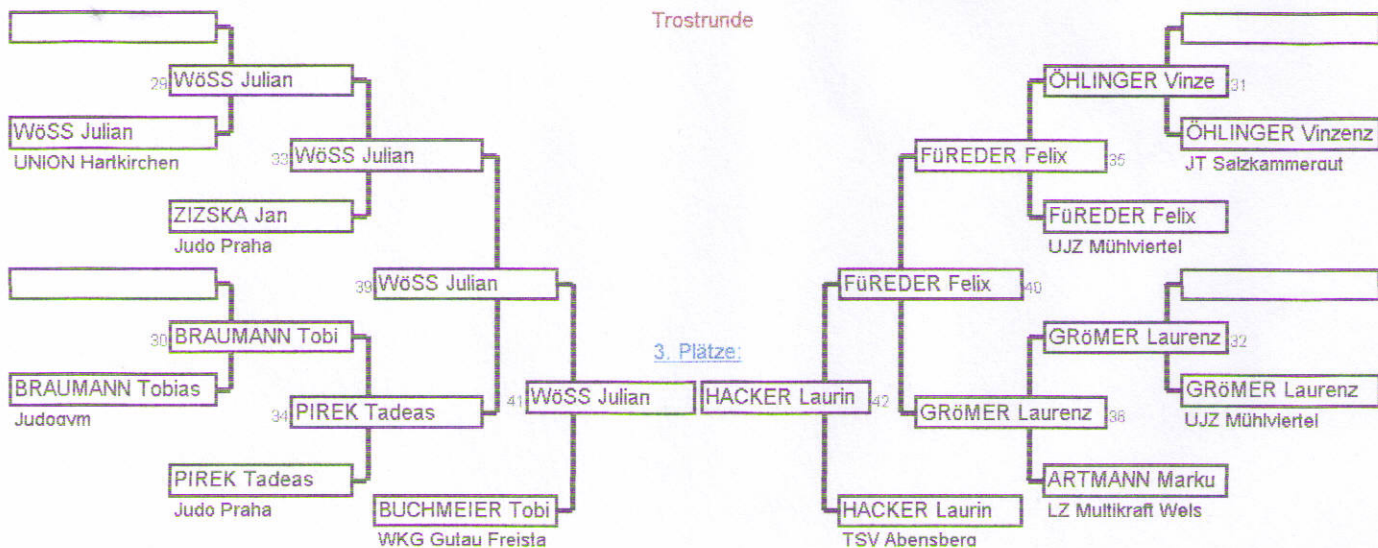 Trostrunde
29 WöSS Julian
WöSS Julian
UNION Hartkirchen
33 WöSS Julian
ZIZSKA Jan
Judo Praha
39 WöSS Julian
30 BRAUMANN Tobi
BRAUMANN Tobias
Judogym
34 PIREK Tadeas
PIREK Tadeas
Judo Praha
3. Plätze:
41 WöSS Julian
BUCHMEIER Tobi
WKG Gutau Freista
ÖHLINGER Vinze 31
ÖHLINGER Vinzenz
JT Salzkammergut
FüREDER Felix 35
FüREDER Felix
UJZ Mühlviertel
FüREDER Felix 40
GRöMER Laurenz 32
GRöMER Laurenz
UJZ Mühlviertel
HACKER Laurin 42
GRöMER Laurenz 36
ARTMANN Marku
LZ Multikraft Wels
HACKER Laurin
TSV Abensberg